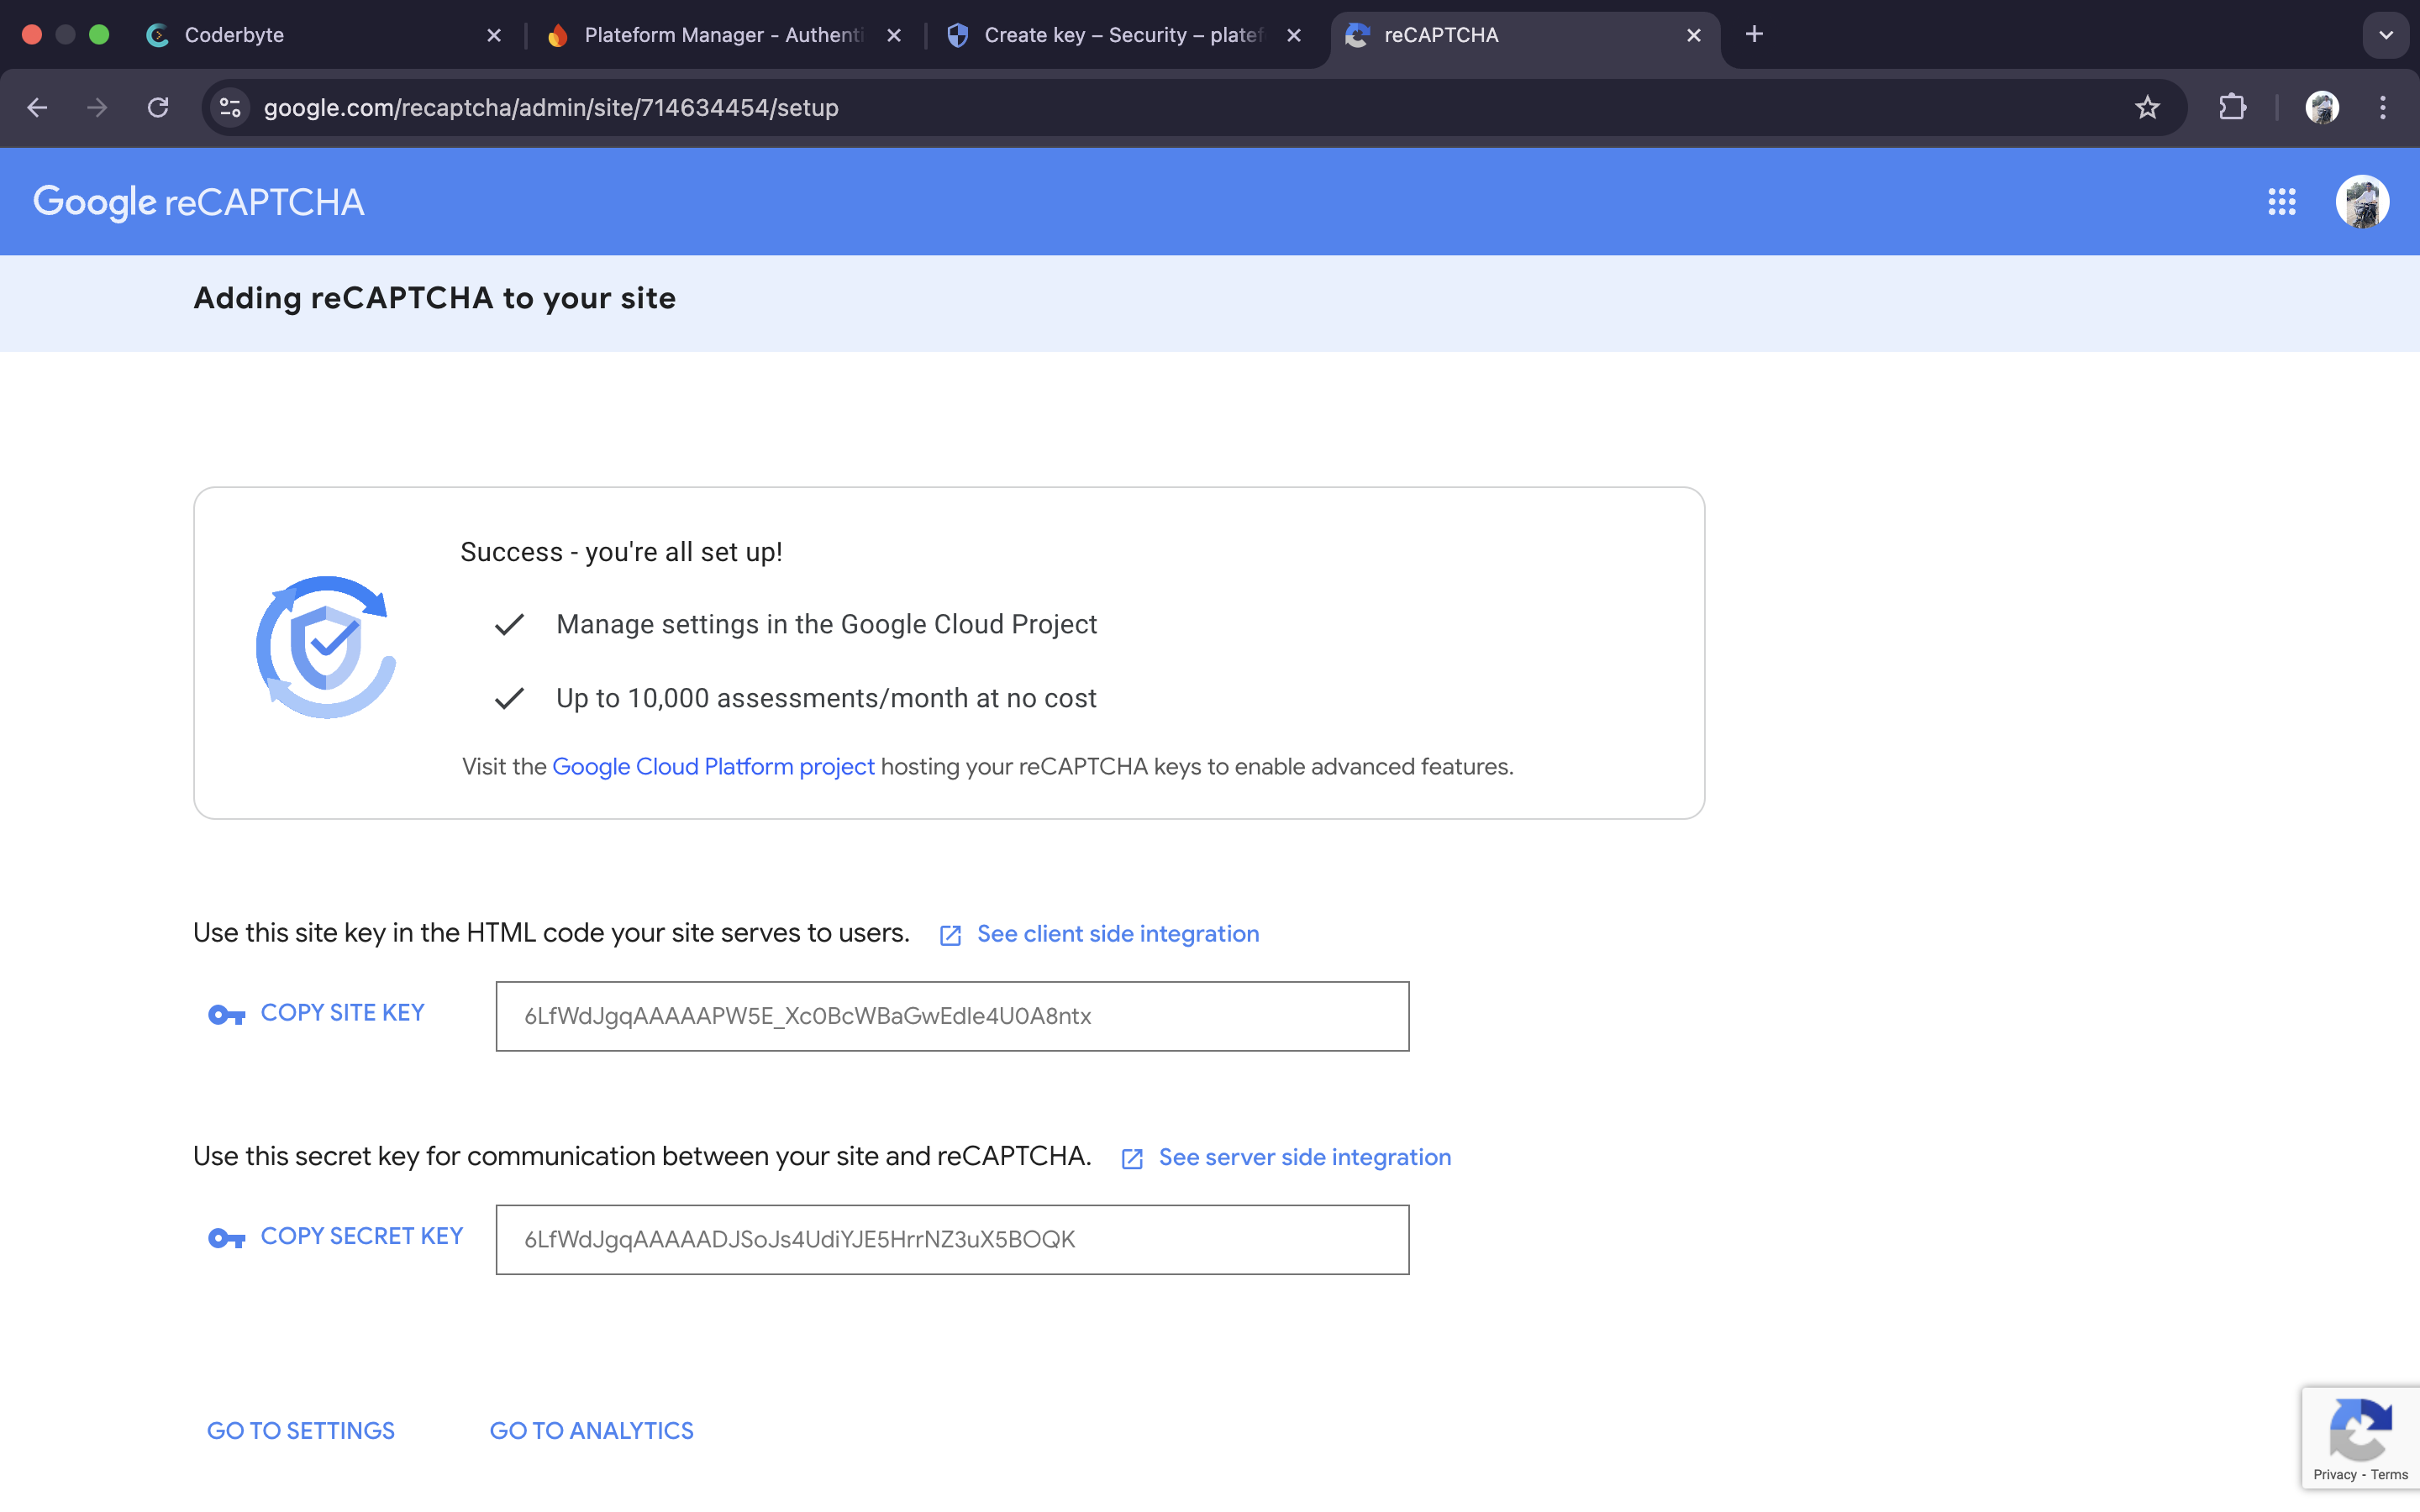 Coderbyte
Plateform Manager - Authenti
Create key – Security – platef
reCAPTCHA
google.com/recaptcha/admin/site/714634454/setup
Google reCAPTCHA
Adding reCAPTCHA to your site
Success - you're all set up!
Manage settings in the Google Cloud Project
Up to 10,000 assessments/month at no cost
Visit the Google Cloud Platform project hosting your reCAPTCHA keys to enable advanced features.
Use this site key in the HTML code your site serves to users.
See client side integration
COPY SITE KEY
6LfWdJgqAAAAAPW5E_Xc0BcWBaGwEdIe4U0A8ntx
Use this secret key for communication between your site and reCAPTCHA.
See server side integration
COPY SECRET KEY
6LfWdJgqAAAAADJSoJs4UdiYJE5HrrNZ3uX5BOQK
GO TO SETTINGS
GO TO ANALYTICS
Privacy - Terms